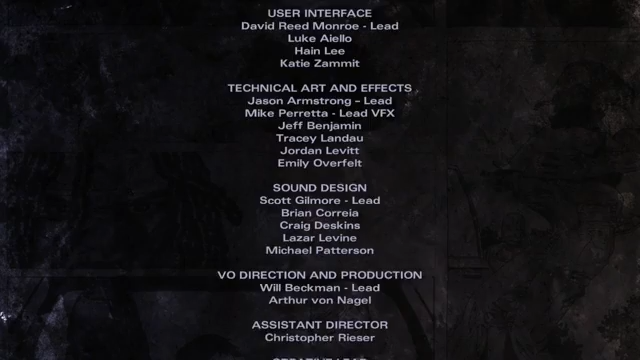 USER INTERFACE
David Reed Monroe - Lead
Luke Aiello
Hain Lee
Katie Zammit
TECHNICAL ART AND EFFECTS
Jason Armstrong – Lead
Mike Perretta - Lead VFX
Jeff Benjamin
Tracey Landau
Jordan Levitt
Emily Overfelt
SOUND DESIGN
Scott Gilmore - Lead
Brian Correia
Craig Deskins
Lazar Levine
Michael Patterson
VO DIRECTION AND PRODUCTION
Will Beckman - Lead
Arthur von Nagel
ASSISTANT DIRECTOR
Christopher Rieser